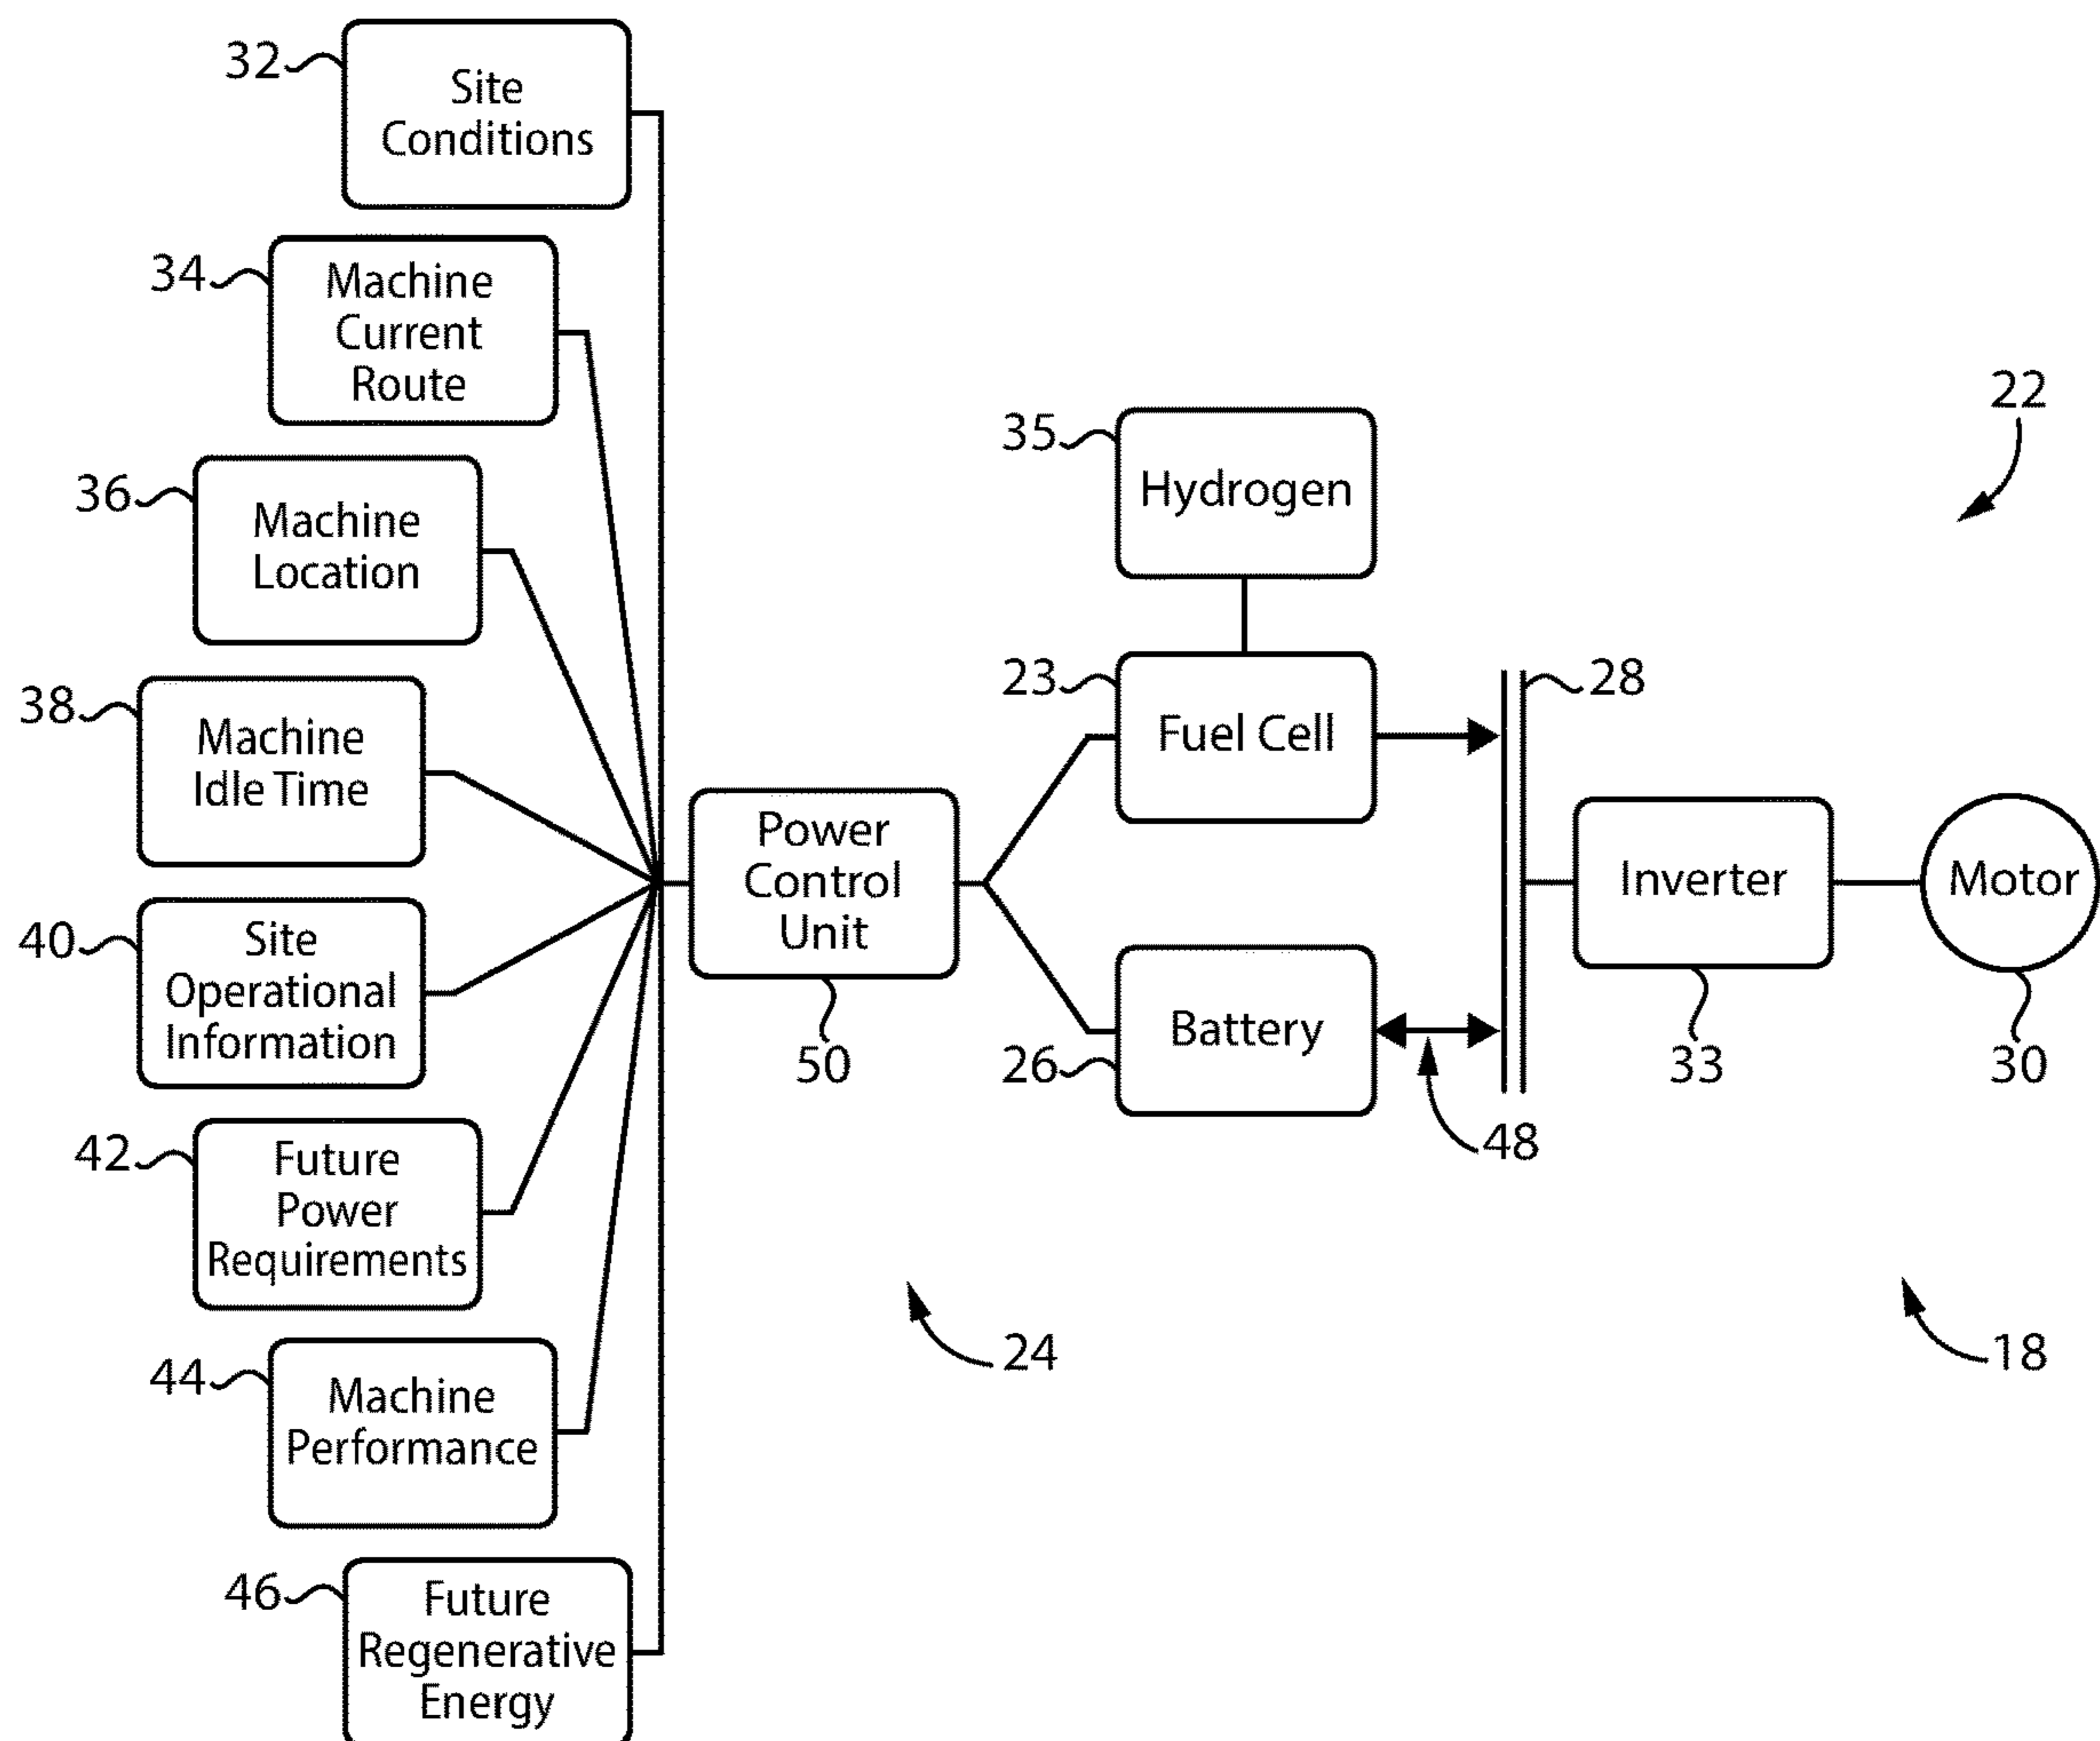 32
Site
Conditions
34
Machine
Current
Route
36
Machine
Location
38
Machine
Idle Time
40
Site
Operational
Information
42
Future
Power
Requirements
44
Machine
Performance
46
Future
Regenerative
Energy
Power
Control
Unit
50
35
Hydrogen
23
Fuel Cell
Battery
26
48
28
22
Inverter
33
Motor
30
24
18